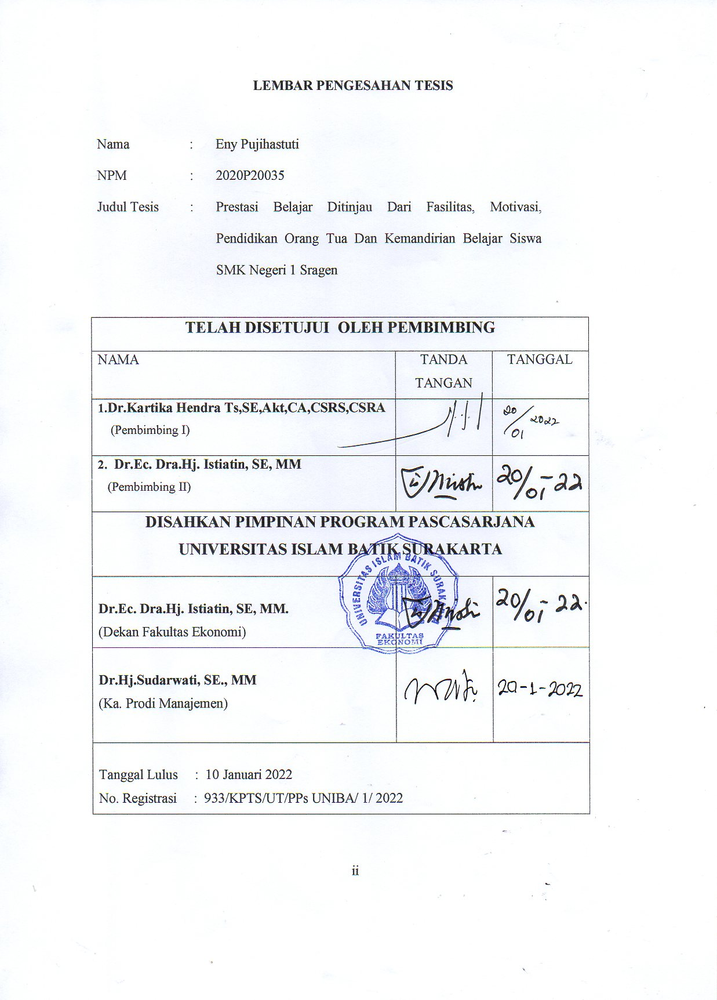 LEMBAR PENGESAHAN TESIS
Nama : Eny Pujihastuti
NPM : 2020P20035
Judul Tesis : Prestasi Belajar Ditinjau Dari Fasilitas, Motivasi,
Pendidikan Orang Tua Dan Kemandirian Belajar Siswa
SMK Negeri 1 Sragen
TELAH DISETUJUI OLEH PEMBIMBING
NAMA TANDA TANGAN TANGGAL
1.Dr.Kartika Hendra Ts,SE,Akt,CA,CSRS,CSRA 20/01 2022
(Pembimbing I)
2. Dr.Ec. Dra.Hj. Istiatin, SE, MM 20/01-22
(Pembimbing II)
DISAHKAN PIMPINAN PROGRAM PASCASARJANA
UNIVERSITAS ISLAM BATIK SURAKARTA
UNIVERSITAS ISLAM BATIK SURAKARTA
FAKULTAS
EKONOMI
Dr.Ec. Dra.Hj. Istiatin, SE, MM. 20/01-22.
(Dekan Fakultas Ekonomi)
Dr.Hj.Sudarwati, SE., MM 20-1-2022
(Ka. Prodi Manajemen)
Tanggal Lulus : 10 Januari 2022
No. Registrasi : 933/KPTS/UT/PPs UNIBA/ 1/ 2022
ii